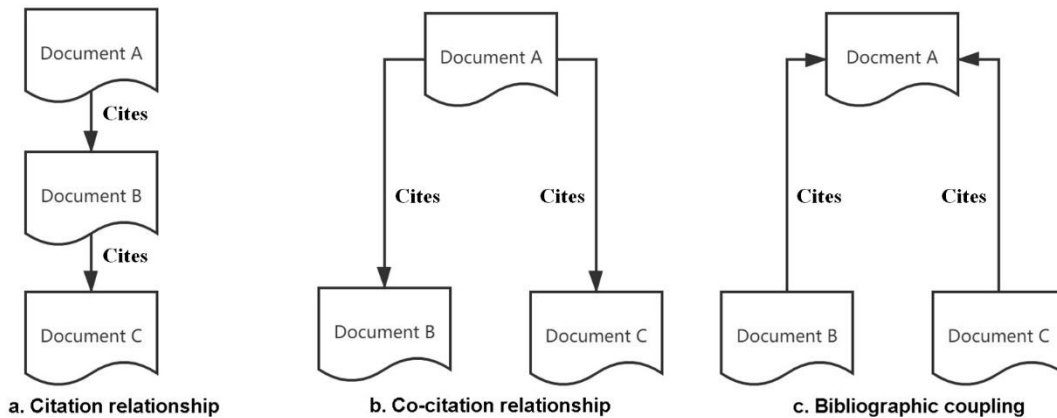 Document A
Cites
Document B
Cites
Document C
a. Citation relationship
Document A
Cites
Cites
Document B
Document C
b. Co-citation relationship
Docment A
Cites
Cites
Document B
Document C
c. Bibliographic coupling